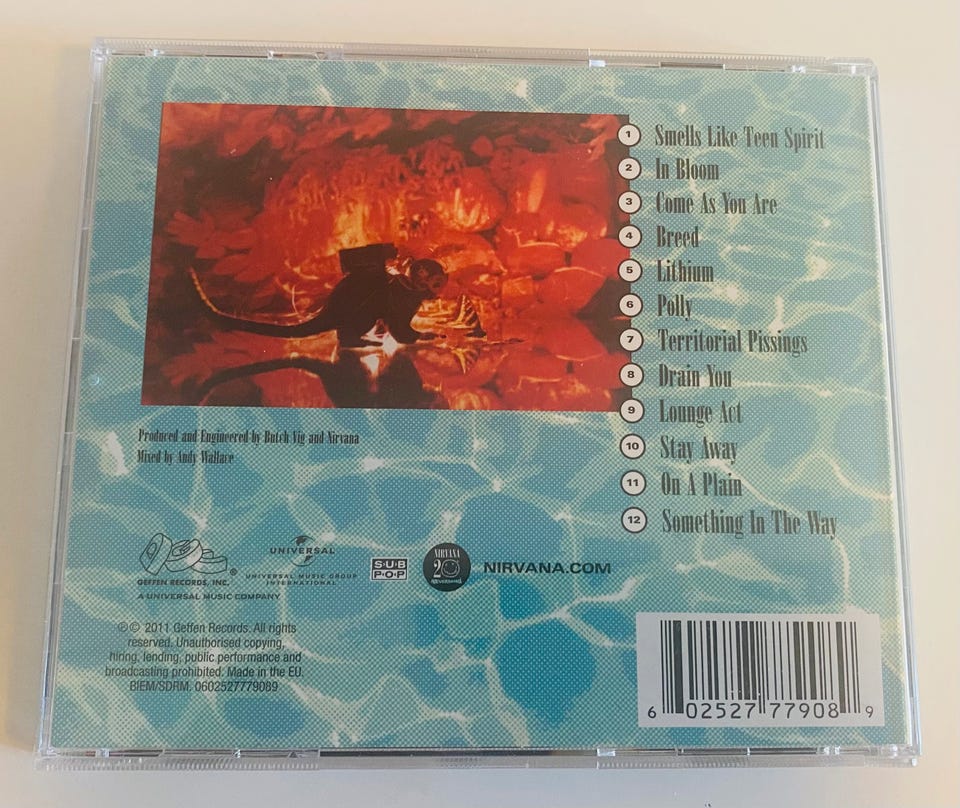 1 Smells Like Teen Spirit
2 In Bloom
3 Come As You Are
4 Breed
5 Lithium
6 Polly
7 Territorial Pissings
8 Drain You
9 Lounge Act
10 Stay Away
11 On A Plain
12 Something In The Way
Produced and Engineered by Butch Vig and Nirvana
Mixed by Andy Wallace
GEFFEN RECORDS, INC.®
A UNIVERSAL MUSIC COMPANY
UNIVERSAL
UNIVERSAL MUSIC GROUP
INTERNATIONAL
SUB
POP
NIRVANA
20
ANNIVERSARY
NIRVANA.COM
℗© 2011 Geffen Records. All rights
reserved. Unauthorised copying,
hiring, lending, public performance and
broadcasting prohibited. Made in the EU.
BIEM/SDRM. 0602527779089
6 02527 77908 9